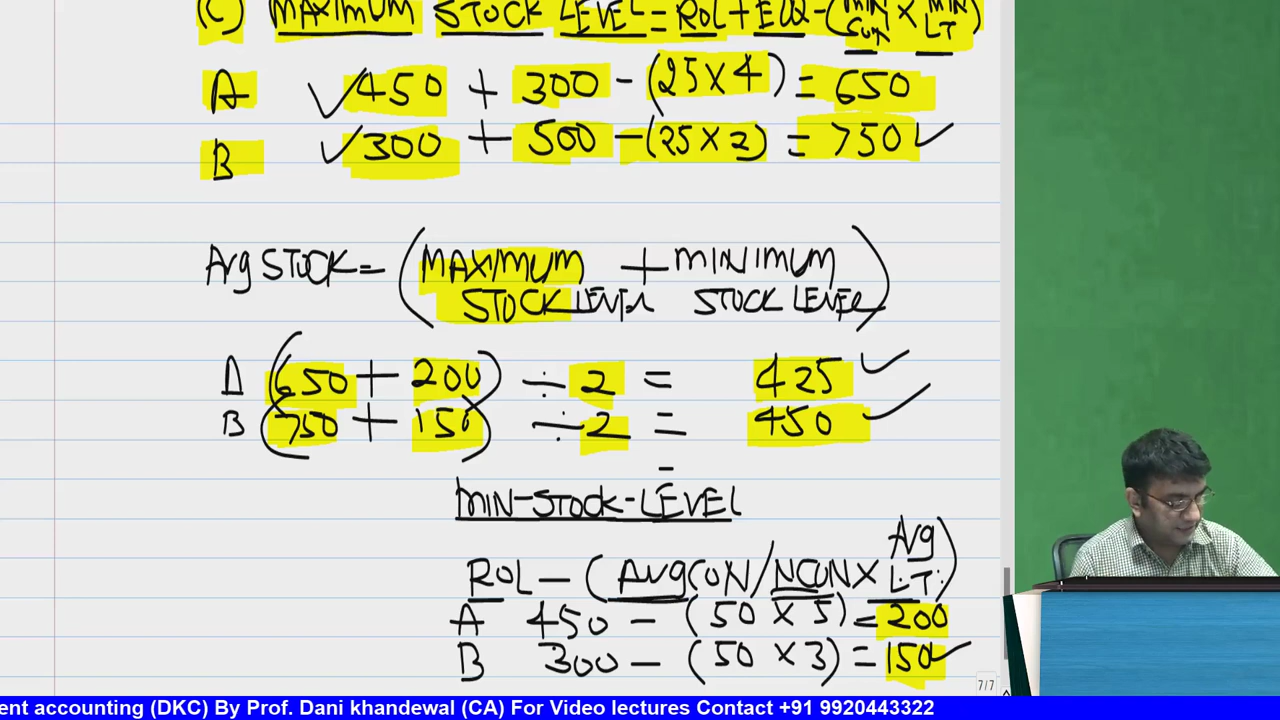 (C) MAXIMUM STOCK LEVEL = ROL + EOQ - (MIN CON X MIN LT)
A 450 + 300 - (25 X 4) = 650
B 300 + 500 - (25 X 2) = 750
Avg STOCK = (MAXIMUM STOCK LEVEL + MINIMUM STOCK LEVEL)
A (650 + 200) ÷ 2 = 425
B (750 + 150) ÷ 2 = 450
MIN-STOCK-LEVEL
ROL - (AVG CON/NCON X Avg L.T.)
A 450 - (50 X 5) = 200
B 300 - (50 X 3) = 150
7/7
ent accounting (DKC) By Prof. Dani khandewal (CA) For Video lectures Contact +91 9920443322